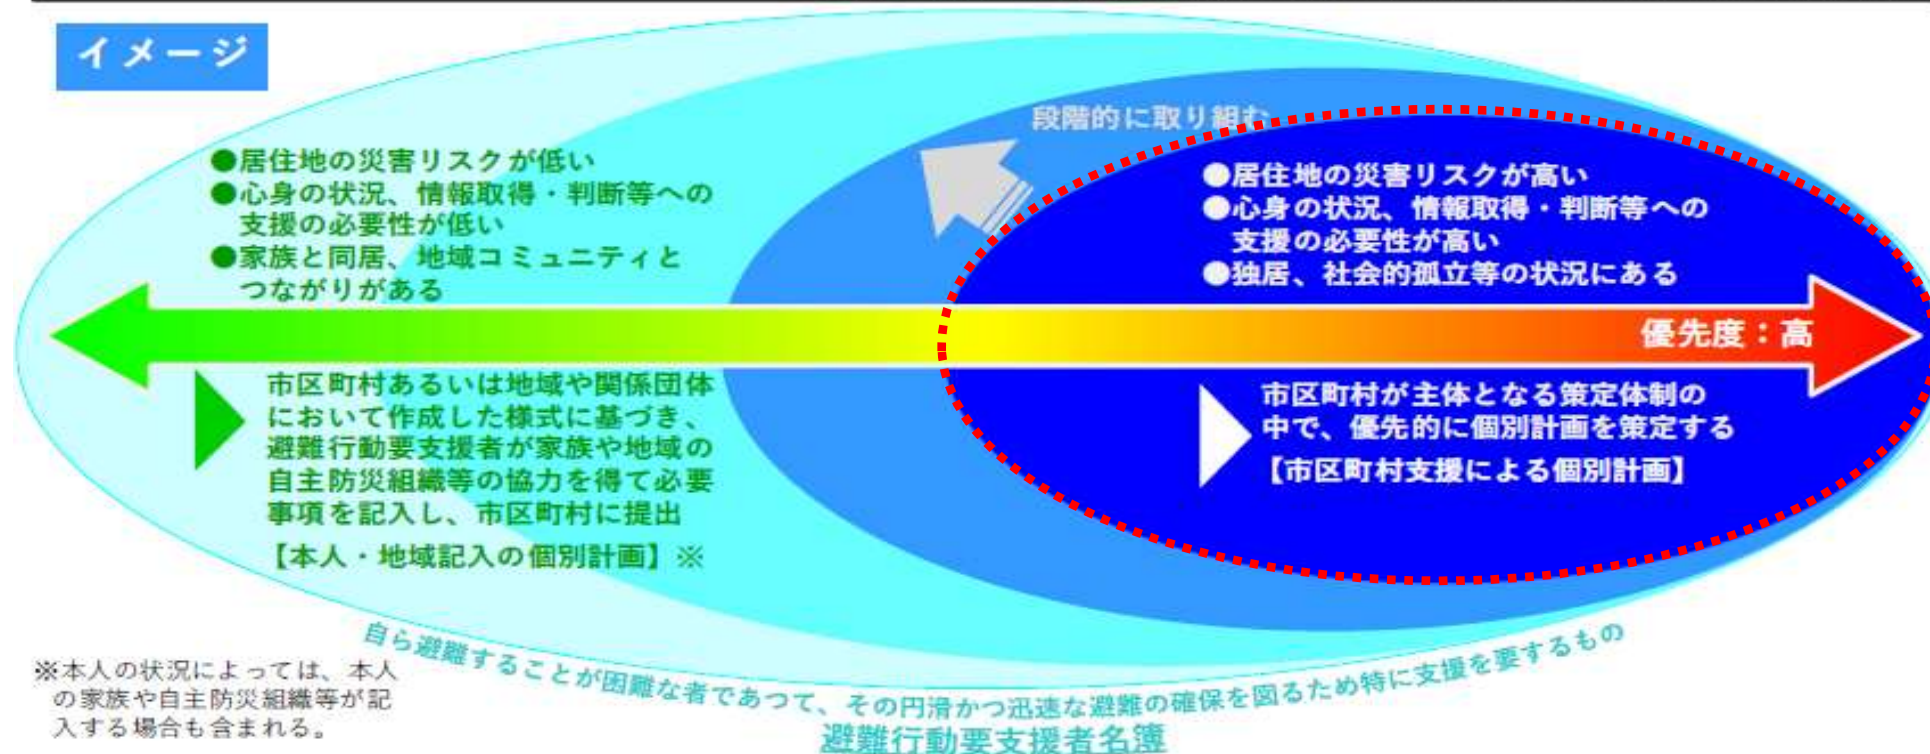 イメージ
段階的に取り組む
●居住地の災害リスクが低い
●心身の状況、情報取得・判断等への
支援の必要性が低い
●家族と同居、地域コミュニティと
つながりがある
●居住地の災害リスクが高い
●心身の状況、情報取得・判断等への
支援の必要性が高い
●独居、社会的孤立等の状況にある
優先度：高
市区町村あるいは地域や関係団体
において作成した様式に基づき、
避難行動要支援者が家族や地域の
自主防災組織等の協力を得て必要
事項を記入し、市区町村に提出
【本人・地域記入の個別計画】※
市区町村が主体となる策定体制の
中で、優先的に個別計画を策定する
【市区町村支援による個別計画】
自ら避難することが困難な者であつて、その円滑かつ迅速な避難の確保を図るため特に支援を要するもの
避難行動要支援者名簿
※本人の状況によっては、本人
の家族や自主防災組織等が記
入する場合も含まれる。